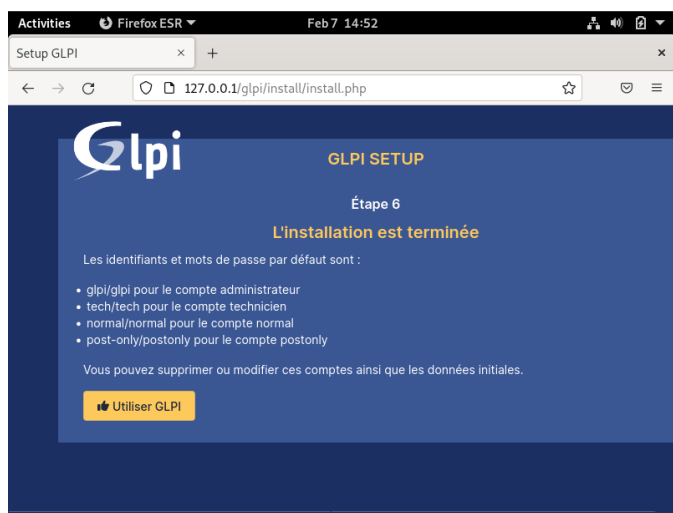 Activities Firefox ESR Feb 7 14:52
Setup GLPI × + ×
127.0.0.1/glpi/install/install.php
Glpi
GLPI SETUP
Étape 6
L'installation est terminée
Les identifiants et mots de passe par défaut sont :
• glpi/glpi pour le compte administrateur
• tech/tech pour le compte technicien
• normal/normal pour le compte normal
• post-only/postonly pour le compte postonly
Vous pouvez supprimer ou modifier ces comptes ainsi que les données initiales.
Utiliser GLPI